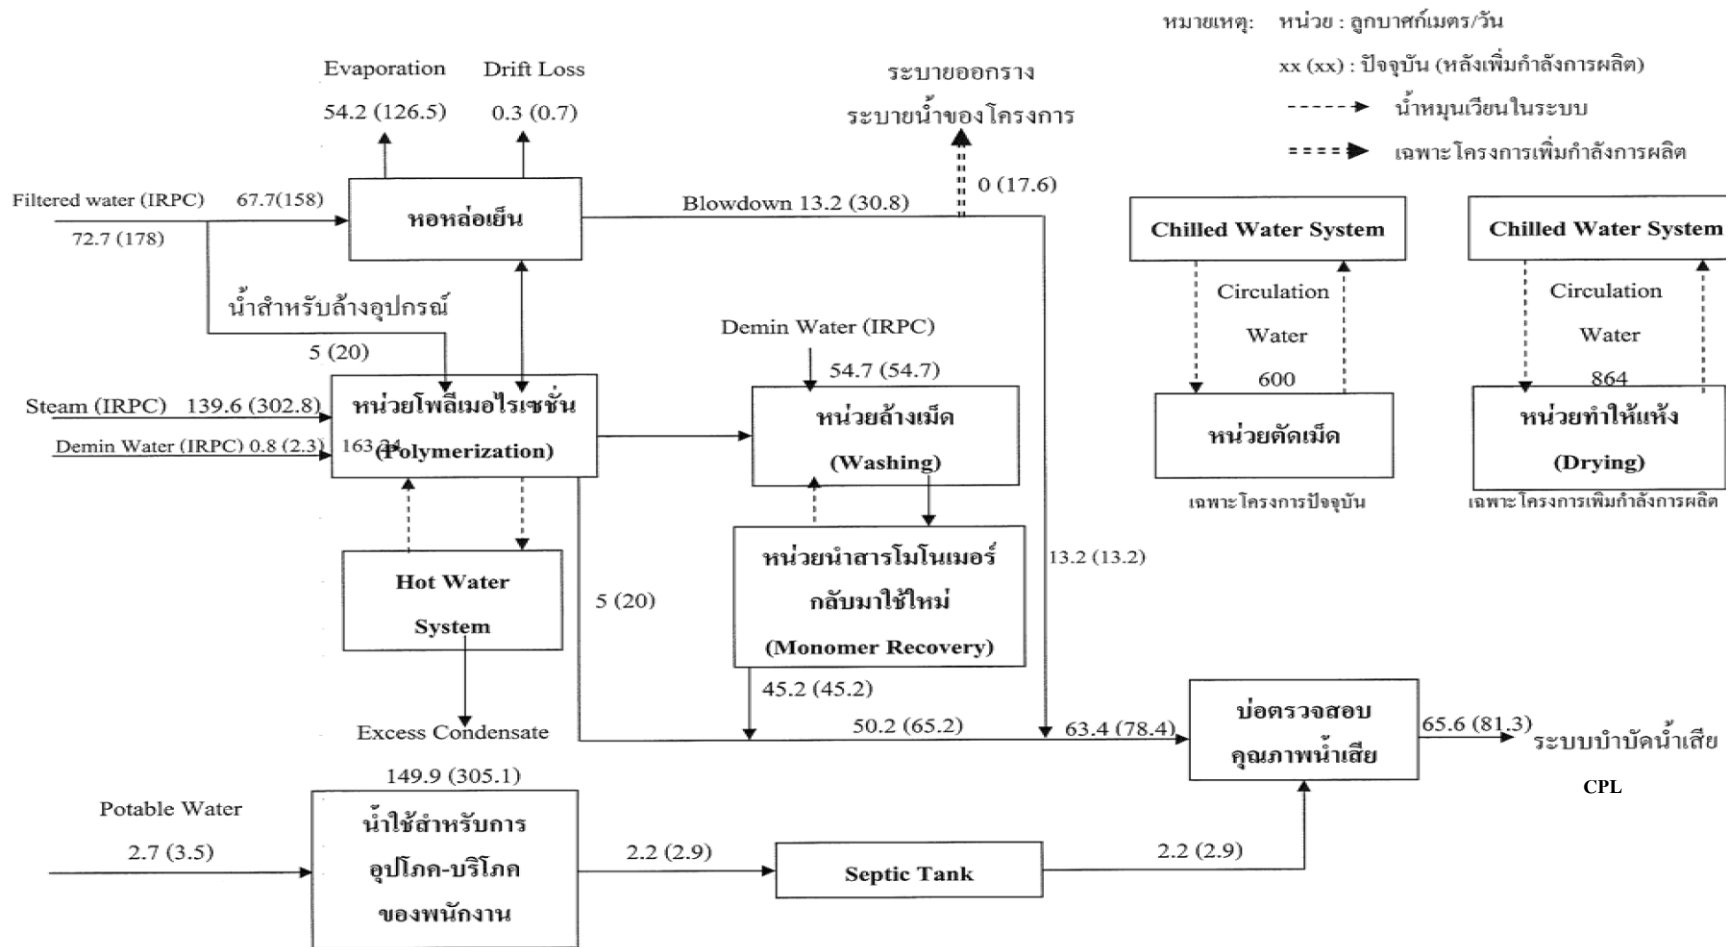 หมายเหตุ: หน่วย : ลูกบาศก์เมตร/วัน
xx (xx) : ปัจจุบัน (หลังเพิ่มกำลังการผลิต)
น้ำหมุนเวียนในระบบ
เฉพาะโครงการเพิ่มกำลังการผลิต
Evaporation
54.2 (126.5)
Drift Loss
0.3 (0.7)
ระบายออกราง
ระบายน้ำของโครงการ
0 (17.6)
Filtered water (IRPC)
67.7(158)
72.7 (178)
หอหล่อเย็น
Blowdown 13.2 (30.8)
น้ำสำหรับล้างอุปกรณ์
5 (20)
Chilled Water System
Circulation
Water
600
หน่วยตัดเม็ด
เฉพาะโครงการปัจจุบัน
Chilled Water System
Circulation
Water
864
หน่วยทำให้แห้ง
(Drying)
เฉพาะโครงการเพิ่มกำลังการผลิต
Demin Water (IRPC)
54.7 (54.7)
Steam (IRPC) 139.6 (302.8)
Demin Water (IRPC) 0.8 (2.3)
หน่วยโพลีเมอไรเซชั่น
(Polymerization)
หน่วยล้างเม็ด
(Washing)
Hot Water
System
5 (20)
หน่วยนำสารโมโนเมอร์
กลับมาใช้ใหม่
(Monomer Recovery)
13.2 (13.2)
45.2 (45.2)
50.2 (65.2)
63.4 (78.4)
บ่อตรวจสอบ
คุณภาพน้ำเสีย
65.6 (81.3)
ระบบบำบัดน้ำเสีย
CPL
Excess Condensate
149.9 (305.1)
Potable Water
2.7 (3.5)
น้ำใช้สำหรับการ
อุปโภค-บริโภค
ของพนักงาน
2.2 (2.9)
Septic Tank
2.2 (2.9)